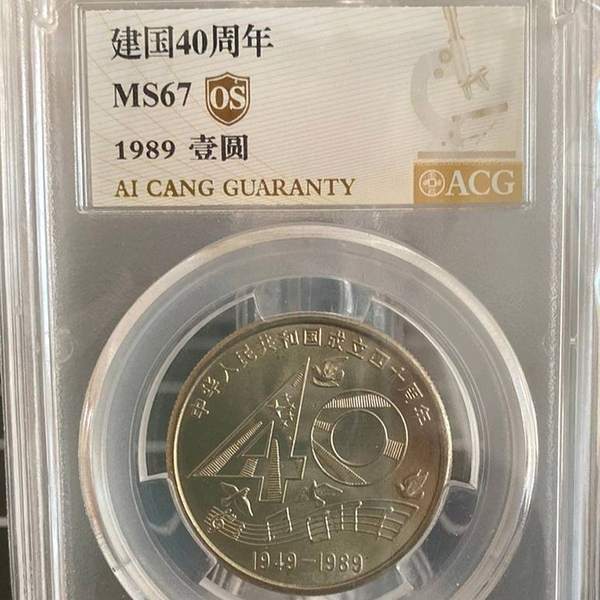 建国40周年
MS67 OS
1989 壹圆
AI CANG GUARANTY
ACG
中华人民共和国成立四十周年
40
1949-1989